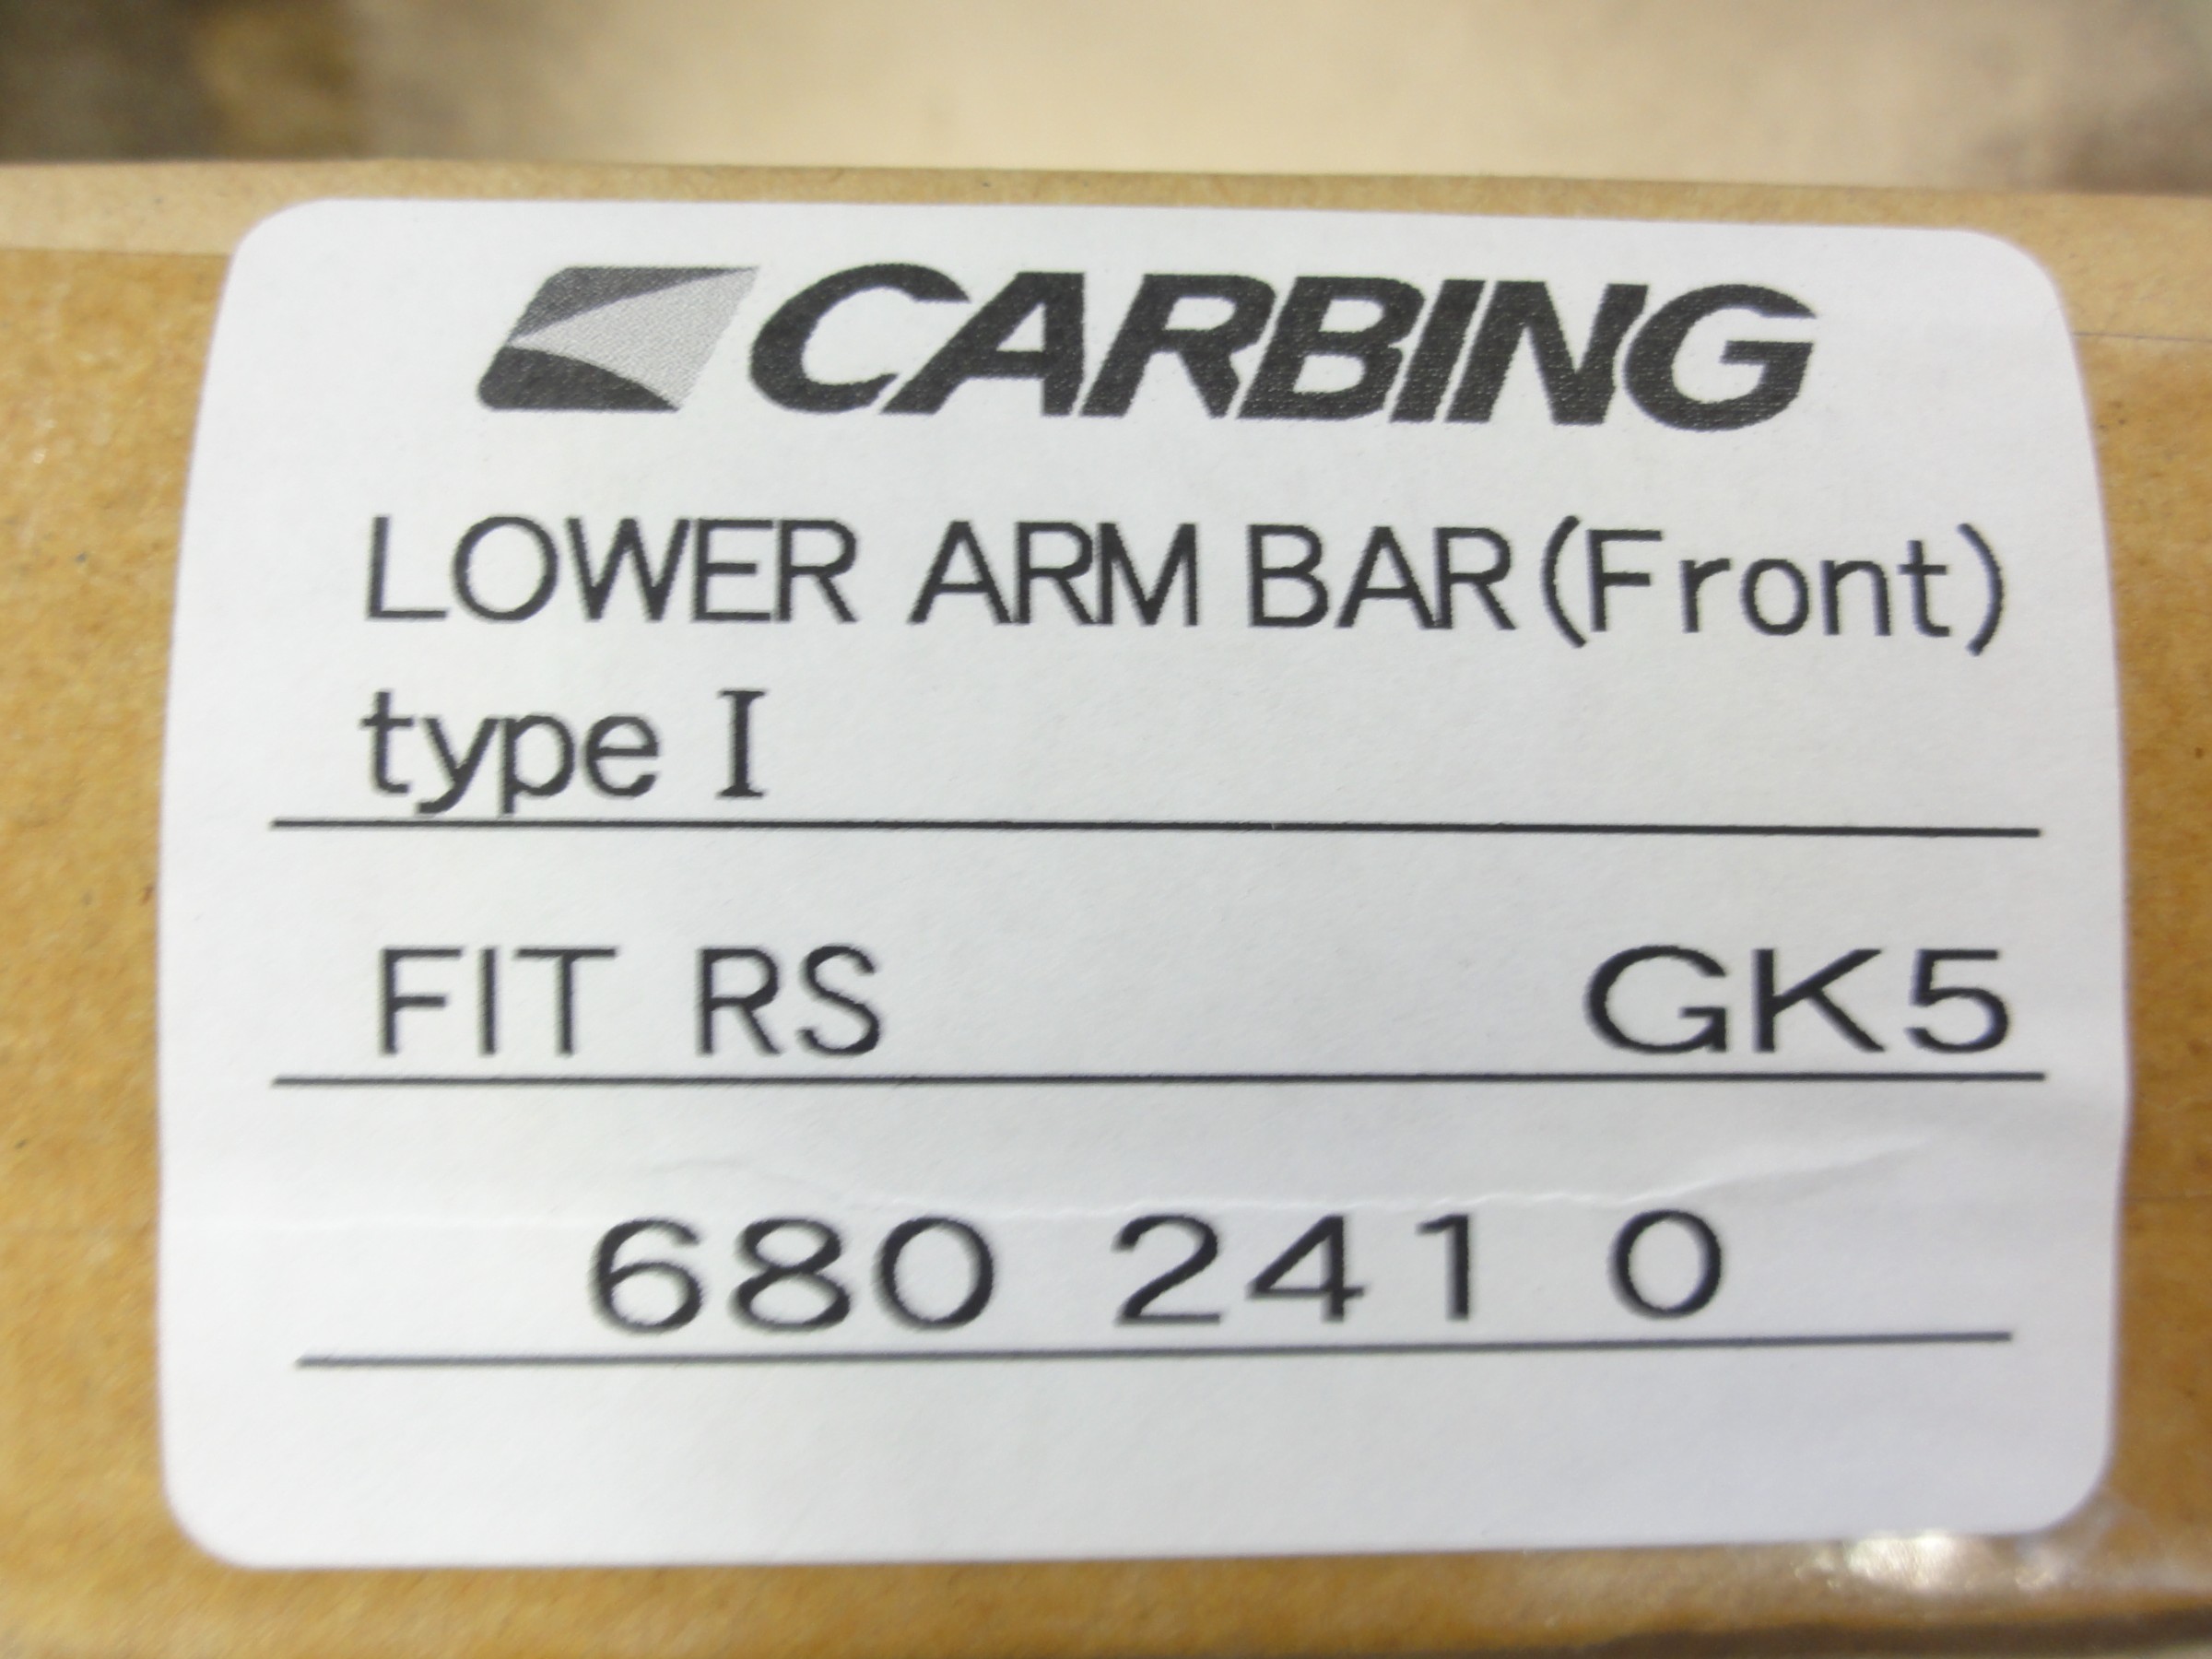 CARBING
LOWER ARM BAR(Front)
type I
FIT RS GK5
680 241 0